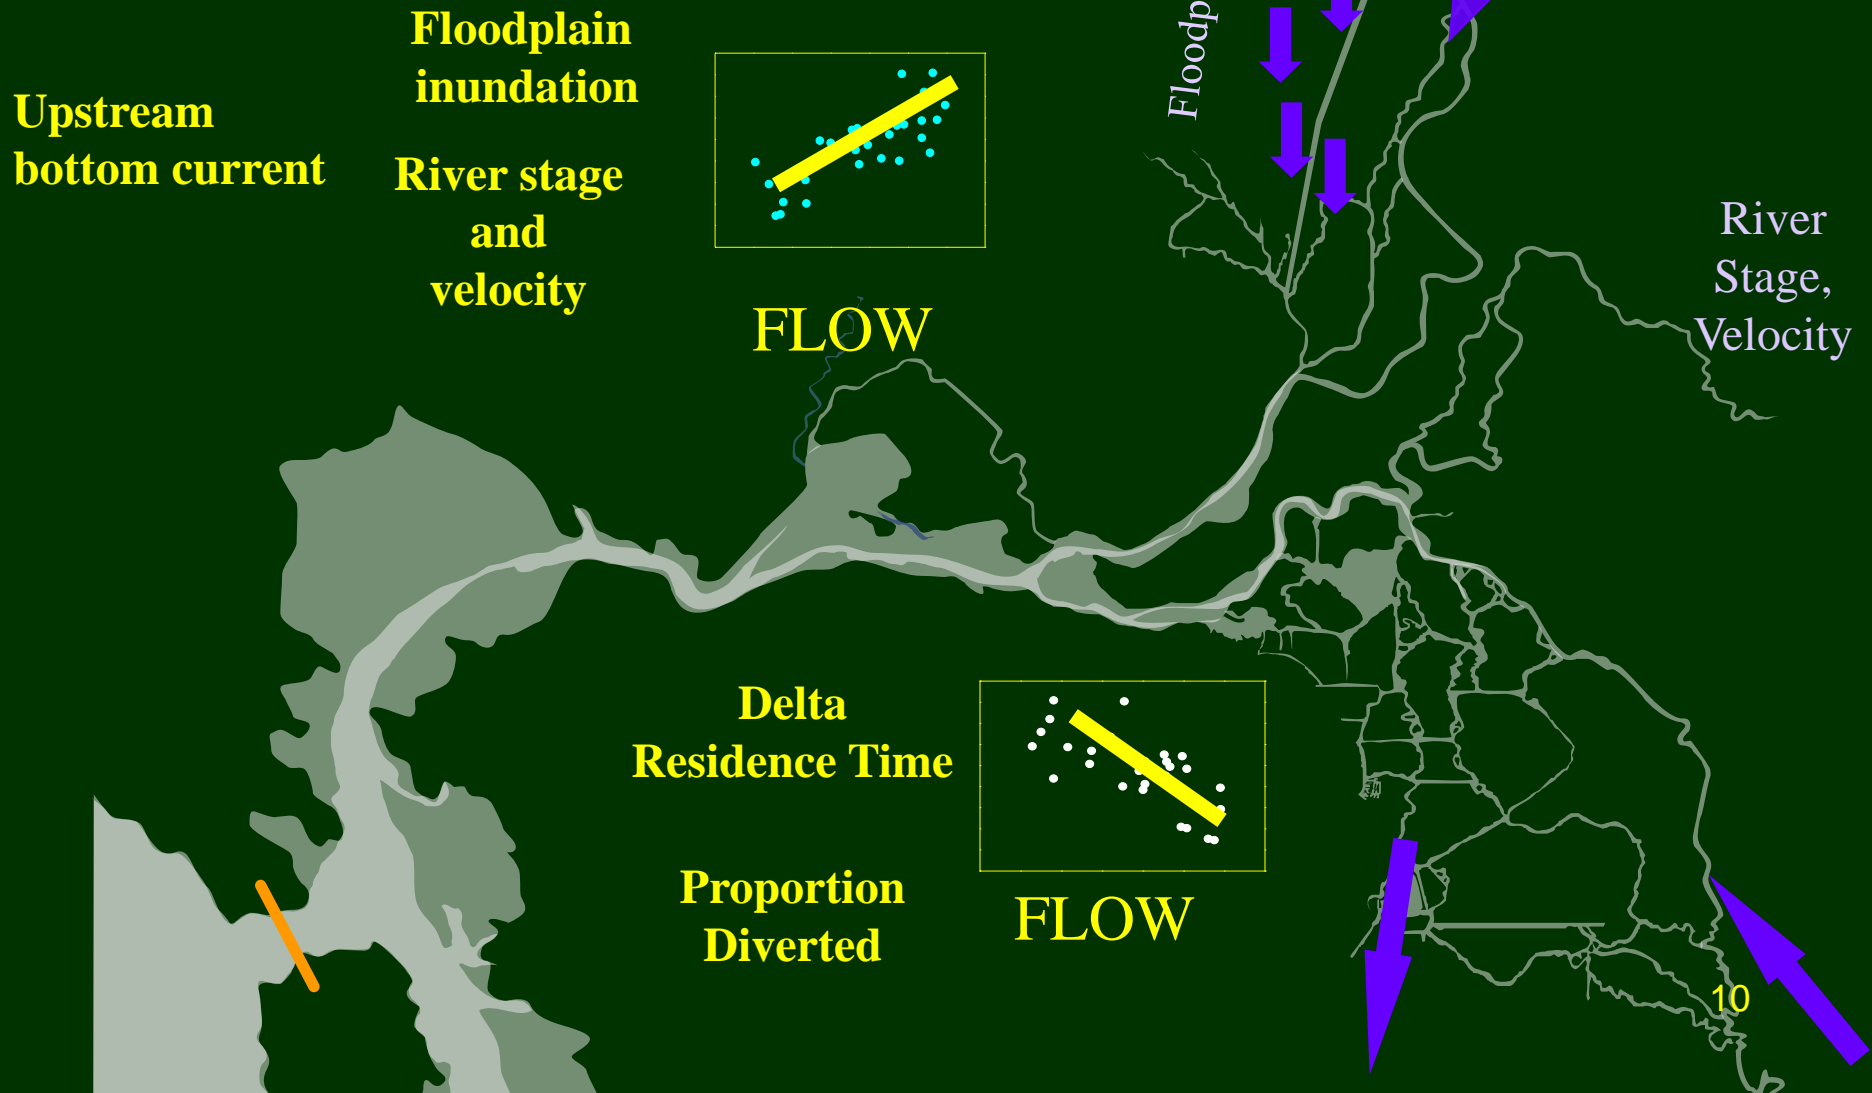 Floodplain
inundation
Upstream
bottom current
River stage
and
velocity
FLOW
Floodp
River
Stage,
Velocity
Delta
Residence Time
Proportion
Diverted
FLOW
10